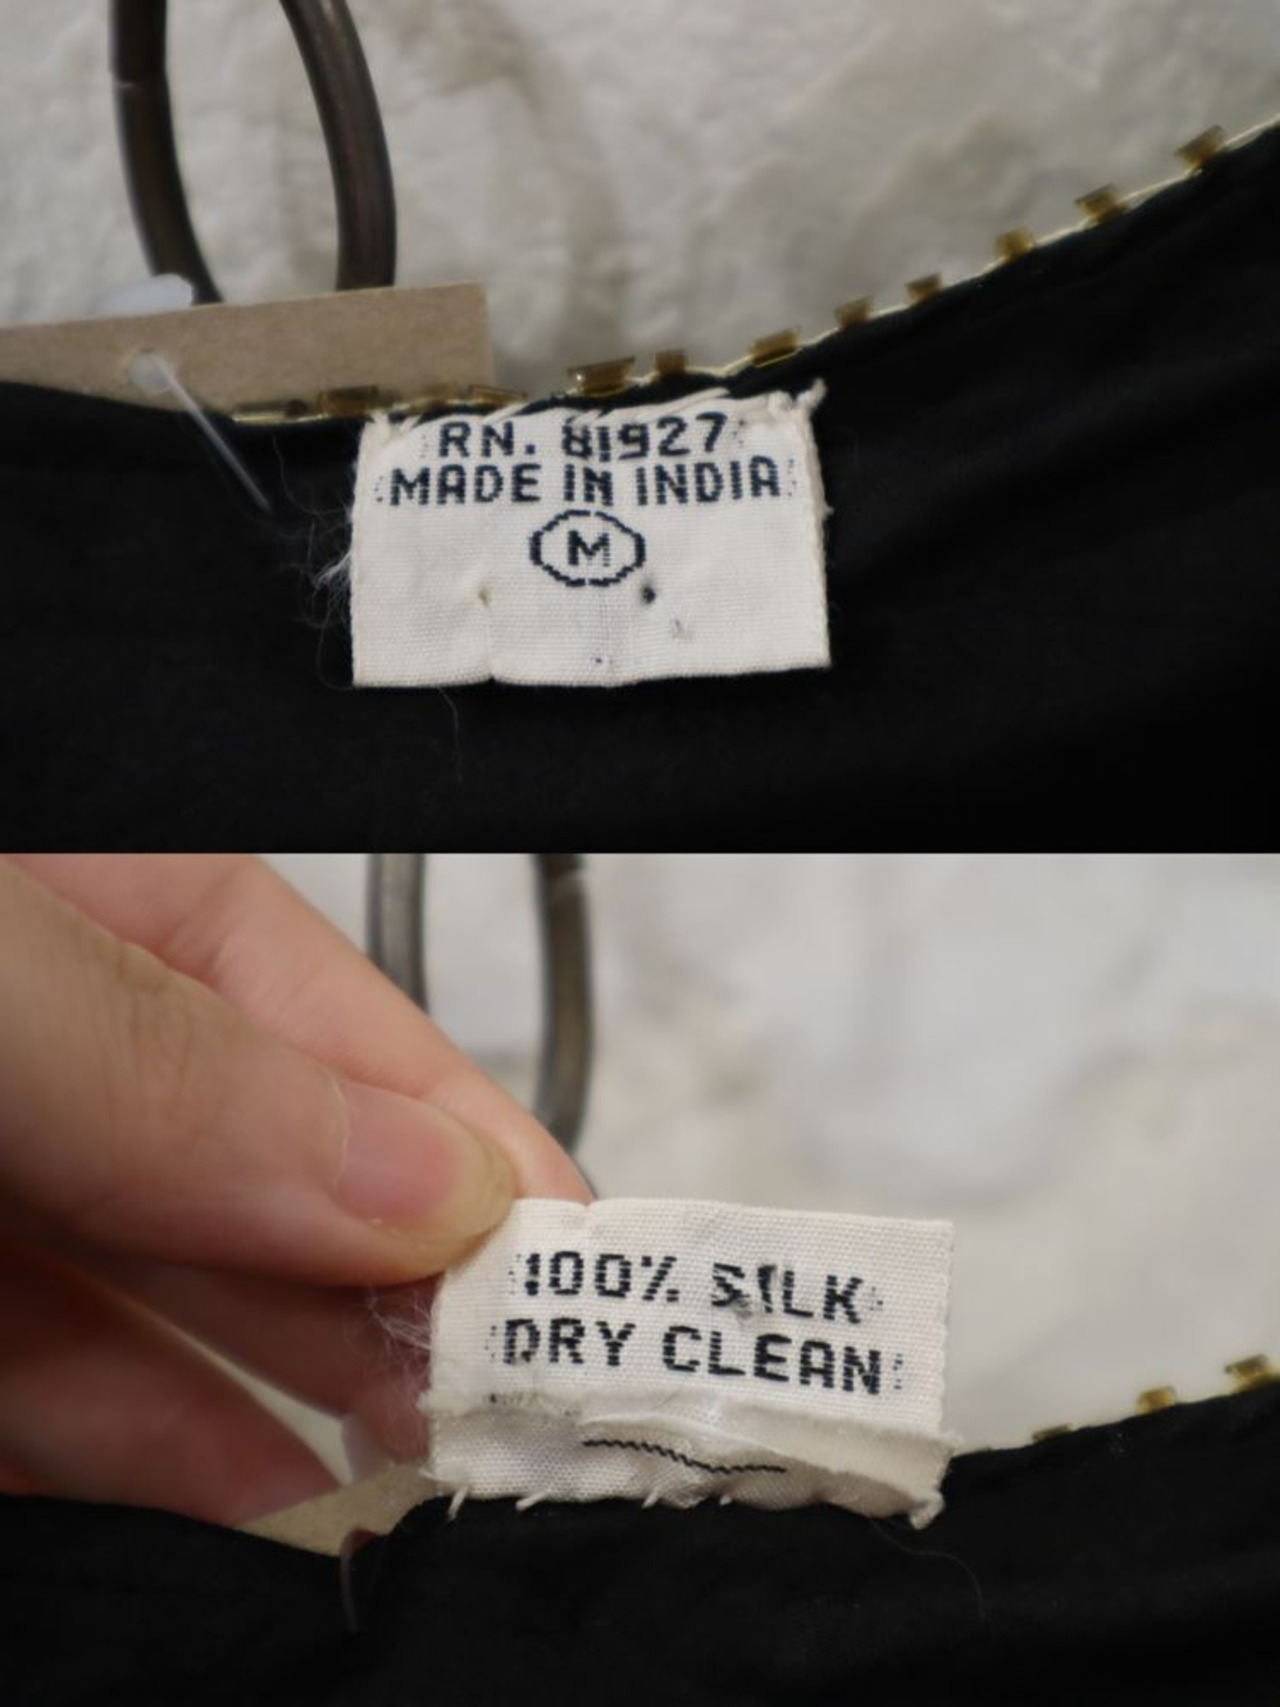 RN. 81927
MADE IN INDIA
M
100% SILK
DRY CLEAN